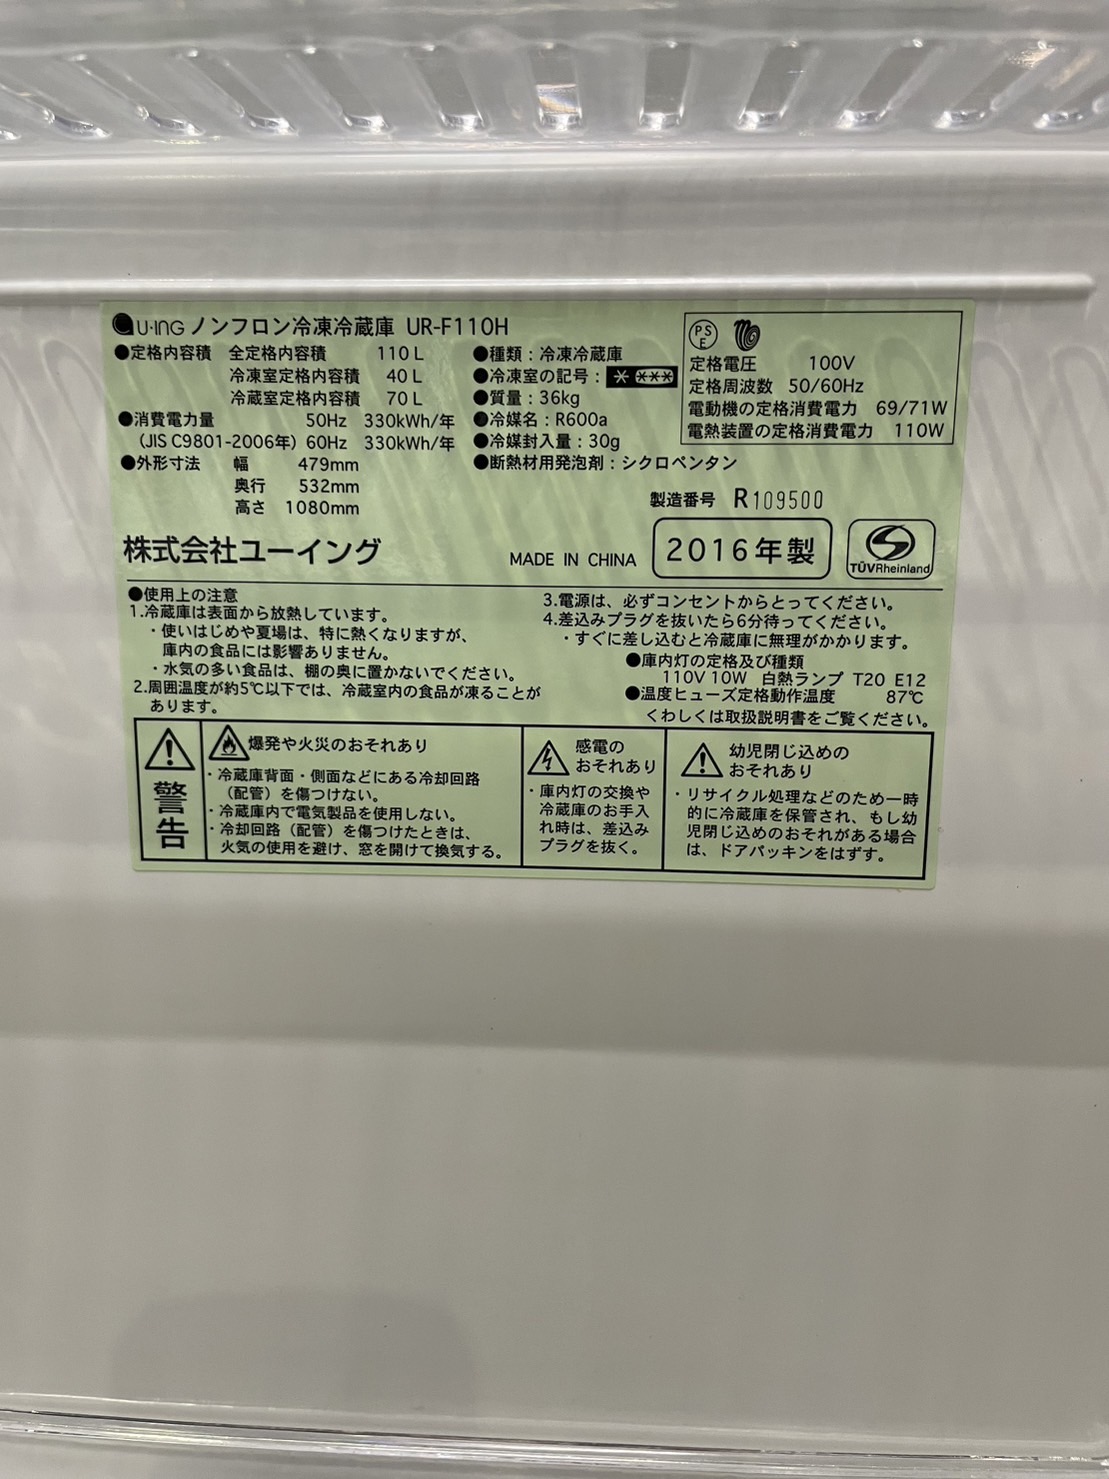 U·ING ノンフロン冷凍冷蔵庫 UR-F110H
●定格内容積 全定格内容積 110L
冷凍室定格内容積 40L
冷蔵室定格内容積 70L
●消費電力量 50Hz 330kWh/年
(JIS C9801-2006年) 60Hz 330kWh/年
●外形寸法 幅 479mm
奥行 532mm
高さ 1080mm
●種類:冷凍冷蔵庫
●冷凍室の記号:* ***
●質量:36kg
●冷媒名:R600a
●冷媒封入量:30g
●断熱材用発泡剤:シクロペンタン
PSE
定格電圧 100V
定格周波数 50/60Hz
電動機の定格消費電力 69/71W
電熱装置の定格消費電力 110W
製造番号 R109500
株式会社ユーイング MADE IN CHINA 2016年製 TÜVRheinland
●使用上の注意
1.冷蔵庫は表面から放熱しています。
・使いはじめや夏場は、特に熱くなりますが、
庫内の食品には影響ありません。
・水気の多い食品は、棚の奥に置かないでください。
2.周囲温度が約5℃以下では、冷蔵室内の食品が凍ることが
あります。
3.電源は、必ずコンセントからとってください。
4.差込みプラグを抜いたら6分待ってください。
・すぐに差し込むと冷蔵庫に無理がかかります。
●庫内灯の定格及び種類
110V 10W 白熱ランプ T20 E12
●温度ヒューズ定格動作温度 87℃
くわしくは取扱説明書をご覧ください。
警告
爆発や火災のおそれあり
・冷蔵庫背面・側面などにある冷却回路
(配管)を傷つけない。
・冷蔵庫内で電気製品を使用しない。
・冷却回路(配管)を傷つけたときは、
火気の使用を避け、窓を開けて換気する。
感電の
おそれあり
・庫内灯の交換や
冷蔵庫のお手入
れ時は、差込み
プラグを抜く。
幼児閉じ込めの
おそれあり
・リサイクル処理などのため一時
的に冷蔵庫を保管され、もし幼
児閉じ込めのおそれがある場合
は、ドアパッキンをはずす。